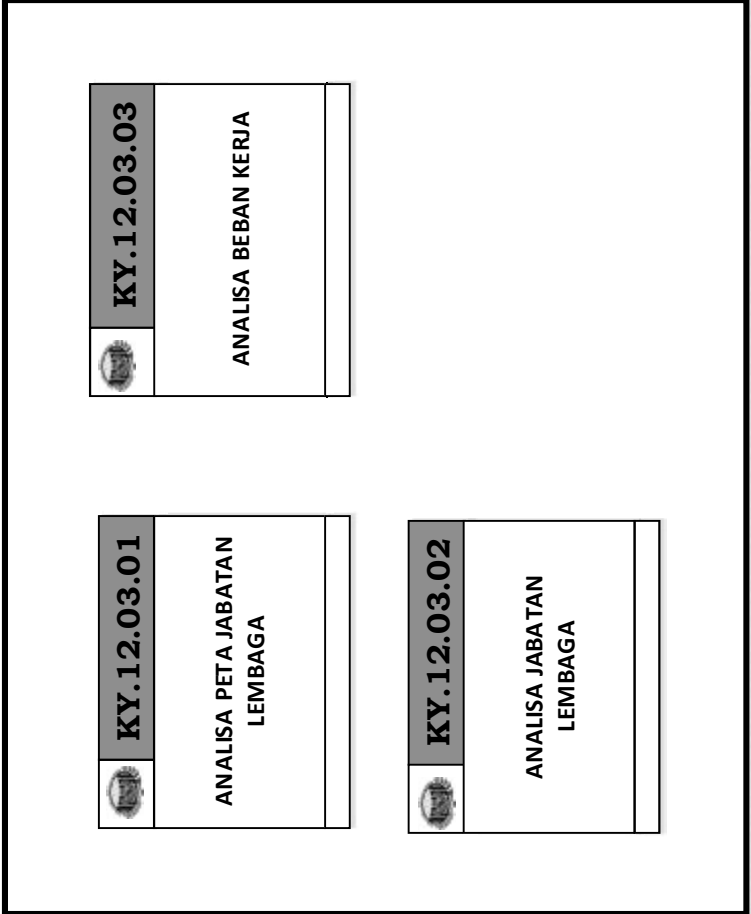 KY.12.03.01
ANALISA PETA JABATAN
LEMBAGA
KY.12.03.03
ANALISA BEBAN KERJA
KY.12.03.02
ANALISA JABATAN
LEMBAGA